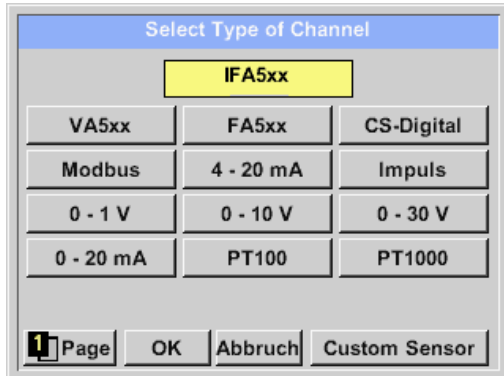 Select Type of Channel
IFA5xx
VA5xx FA5xx CS-Digital
Modbus 4 - 20 mA Impuls
0 - 1 V 0 - 10 V 0 - 30 V
0 - 20 mA PT100 PT1000
1 Page OK Abbruch Custom Sensor